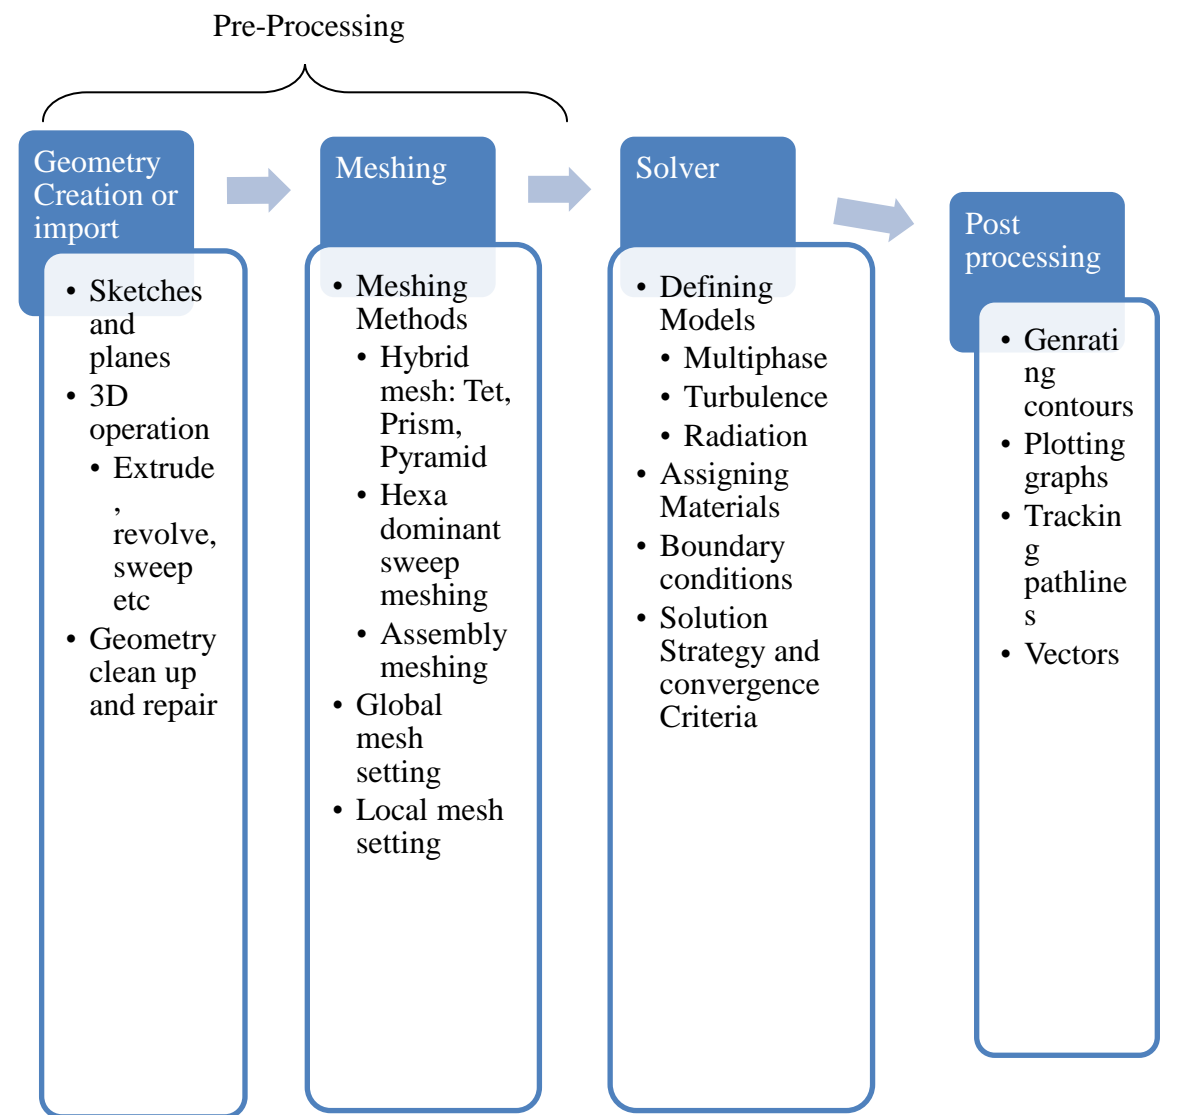 Pre-Processing
Geometry
Creation or
import
• Sketches
and
planes
• 3D
operation
• Extrude
,
revolve,
sweep
etc
• Geometry
clean up
and repair
Meshing
• Meshing
Methods
• Hybrid
mesh: Tet,
Prism,
Pyramid
• Hexa
dominant
sweep
meshing
• Assembly
meshing
• Global
mesh
setting
• Local mesh
setting
Solver
• Defining
Models
• Multiphase
• Turbulence
• Radiation
• Assigning
Materials
• Boundary
conditions
• Solution
Strategy and
convergence
Criteria
Post
processing
• Genrati
ng
contours
• Plotting
graphs
• Trackin
g
pathline
s
• Vectors